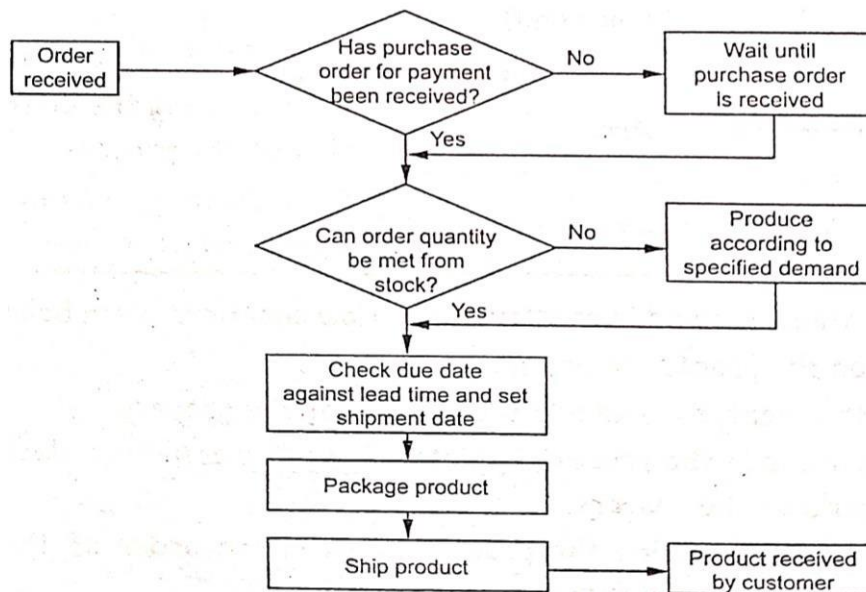 Order
received
Has purchase
order for payment
been received?
No
Wait until
purchase order
is received
Yes
Can order quantity
be met from
stock?
No
Produce
according to
specified demand
Yes
Check due date
against lead time and set
shipment date
Package product
Ship product
Product received
by customer